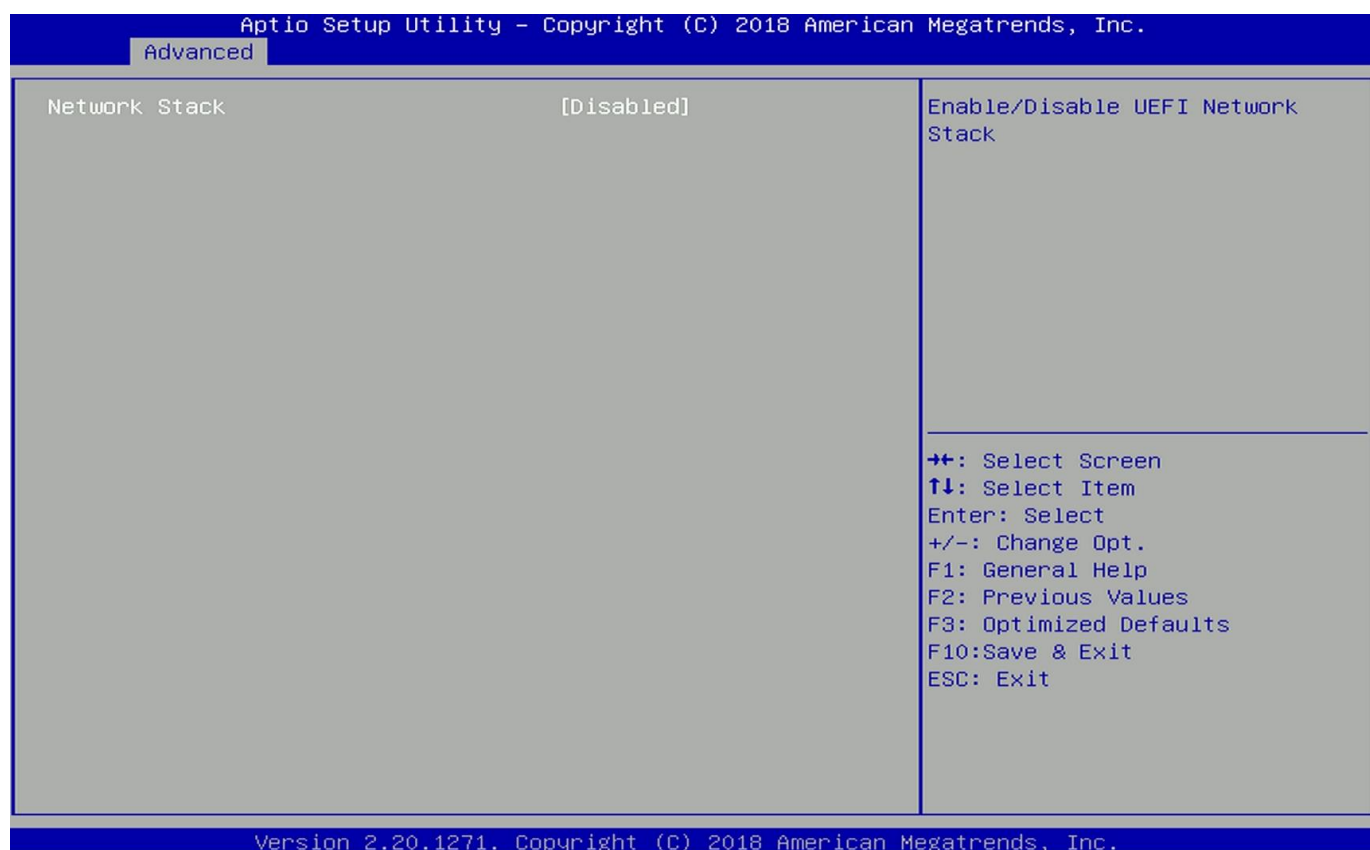 Aptio Setup Utility – Copyright (C) 2018 American Megatrends, Inc.
Advanced
Network Stack [Disabled]
Enable/Disable UEFI Network
Stack
→←: Select Screen
↑↓: Select Item
Enter: Select
+/-: Change Opt.
F1: General Help
F2: Previous Values
F3: Optimized Defaults
F10:Save & Exit
ESC: Exit
Version 2.20.1271. Copyright (C) 2018 American Megatrends, Inc.